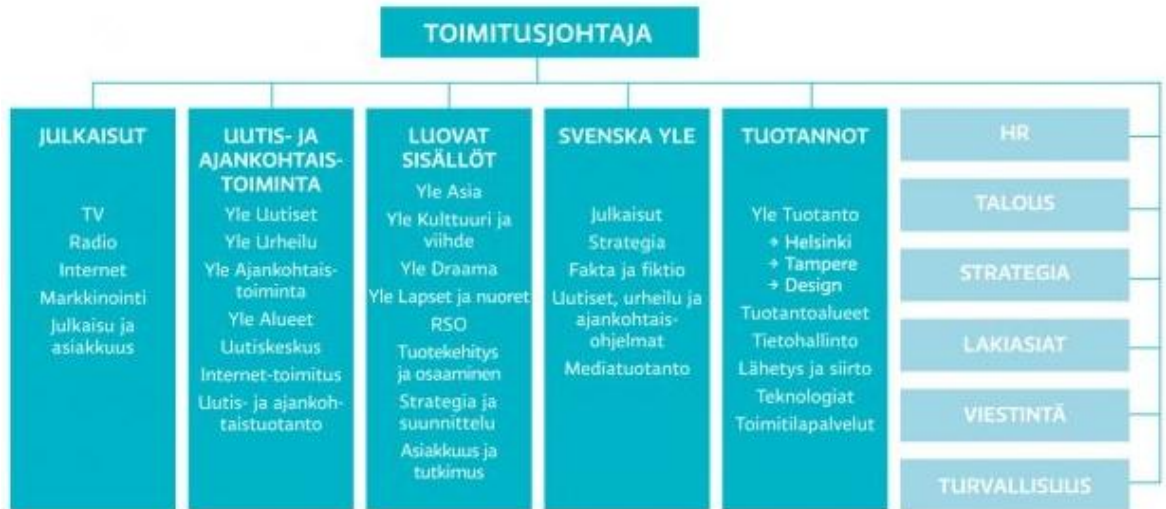 TOIMITUSJOHTAJA
JULKAISUT
TV
Radio
Internet
Markkinointi
Julkaisu ja
asiakkuus
UUTIS- JA
AJANKOHTAIS-
TOIMINTA
Yle Uutiset
Yle Urheilu
Yle Ajankohtais-
toiminta
Yle Alueet
Uutiskeskus
Internet-toimitus
Uutis- ja ajankoh-
taistuotanto
LUOVAT
SISÄLLÖT
Yle Asia
Yle Kulttuuri ja
viihde
Yle Draama
Yle Lapset ja nuoret
RSO
Tuotekehitys
ja osaaminen
Strategia ja
suunnittelu
Asiakkuus ja
tutkimus
SVENSKA YLE
Julkaisut
Strategia
Fakta ja fiktio
Uutiset, urheilu ja
ajankohtais-
ohjelmat
Mediatuotanto
TUOTANNOT
Yle Tuotanto
→ Helsinki
→ Tampere
→ Design
Tuotantoalueet
Tietohallinto
Lähetys ja siirto
Teknologiat
Toimitilapalvelut
HR
TALOUS
STRATEGIA
LAKIASIAT
VIESTINTÄ
TURVALLISUUS